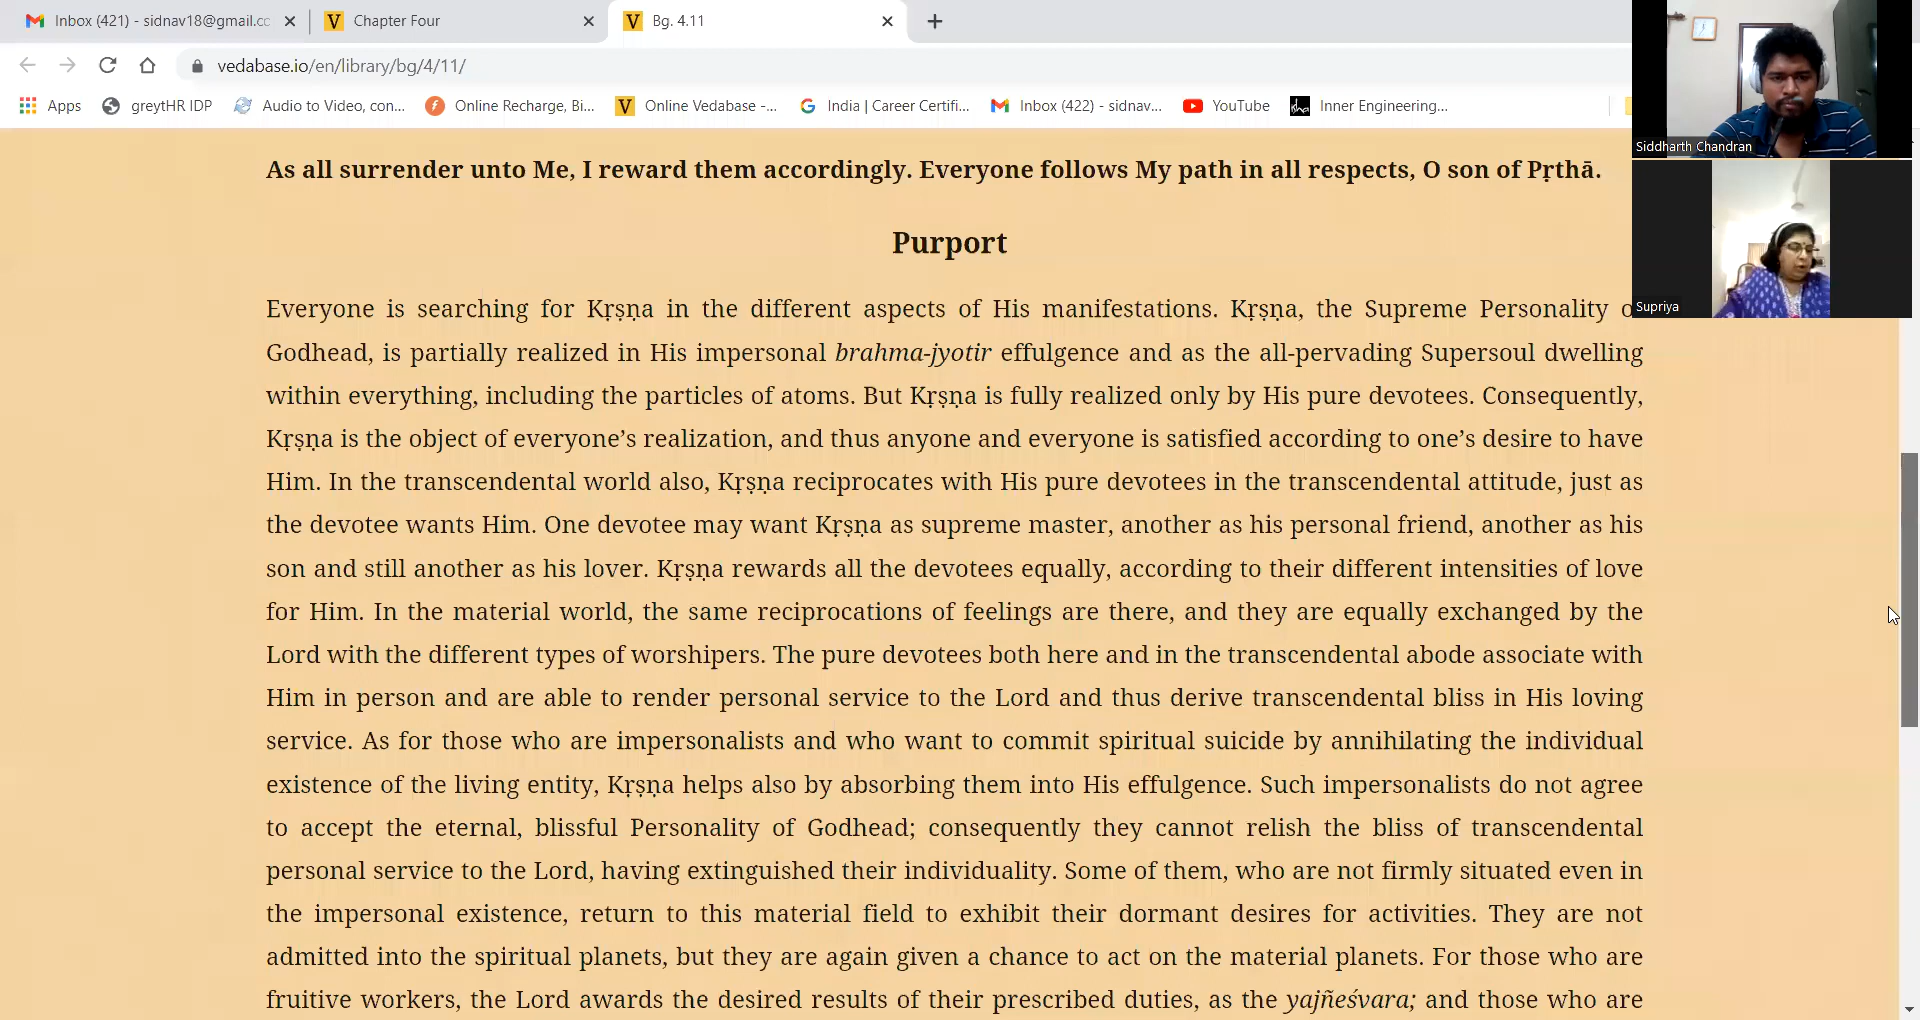 Inbox (421) - sidnav18@gmail.cc
Chapter Four
Bg. 4.11
vedabase.io/en/library/bg/4/11/
Apps
greytHR IDP
Audio to Video, con...
Online Recharge, Bi...
Online Vedabase -...
India | Career Certifi...
Inbox (422) - sidnav...
YouTube
Inner Engineering...
Siddharth Chandran
Supriya
As all surrender unto Me, I reward them accordingly. Everyone follows My path in all respects, O son of Pṛthā.
Purport
Everyone is searching for Kṛṣṇa in the different aspects of His manifestations. Kṛṣṇa, the Supreme Personality o
Godhead, is partially realized in His impersonal brahma-jyotir effulgence and as the all-pervading Supersoul dwelling
within everything, including the particles of atoms. But Kṛṣṇa is fully realized only by His pure devotees. Consequently,
Kṛṣṇa is the object of everyone’s realization, and thus anyone and everyone is satisfied according to one’s desire to have
Him. In the transcendental world also, Kṛṣṇa reciprocates with His pure devotees in the transcendental attitude, just as
the devotee wants Him. One devotee may want Kṛṣṇa as supreme master, another as his personal friend, another as his
son and still another as his lover. Kṛṣṇa rewards all the devotees equally, according to their different intensities of love
for Him. In the material world, the same reciprocations of feelings are there, and they are equally exchanged by the
Lord with the different types of worshipers. The pure devotees both here and in the transcendental abode associate with
Him in person and are able to render personal service to the Lord and thus derive transcendental bliss in His loving
service. As for those who are impersonalists and who want to commit spiritual suicide by annihilating the individual
existence of the living entity, Kṛṣṇa helps also by absorbing them into His effulgence. Such impersonalists do not agree
to accept the eternal, blissful Personality of Godhead; consequently they cannot relish the bliss of transcendental
personal service to the Lord, having extinguished their individuality. Some of them, who are not firmly situated even in
the impersonal existence, return to this material field to exhibit their dormant desires for activities. They are not
admitted into the spiritual planets, but they are again given a chance to act on the material planets. For those who are
fruitive workers, the Lord awards the desired results of their prescribed duties, as the yajñeśvara; and those who are